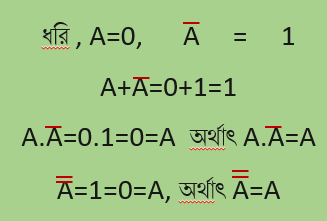 ধরি , A=0, A̅ = 1
A+A̅=0+1=1
A.A̅=0.1=0=A অর্থাৎ A.A̅=A
A̿=1=0=A, অর্থাৎ A̿=A